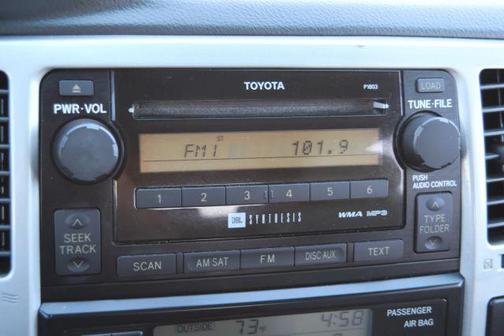 TOYOTA P1803
LOAD
PWR·VOL
TUNE·FILE
ST
FM1 101.9
PUSH
AUDIO CONTROL
1 2 3 4 5 6
JBL SYNTHESIS WMA MP3
SEEK
TRACK
TYPE
FOLDER
SCAN AM SAT FM DISC·AUX TEXT
PASSENGER
AIR BAG
OUTSIDE 73°F 4:58